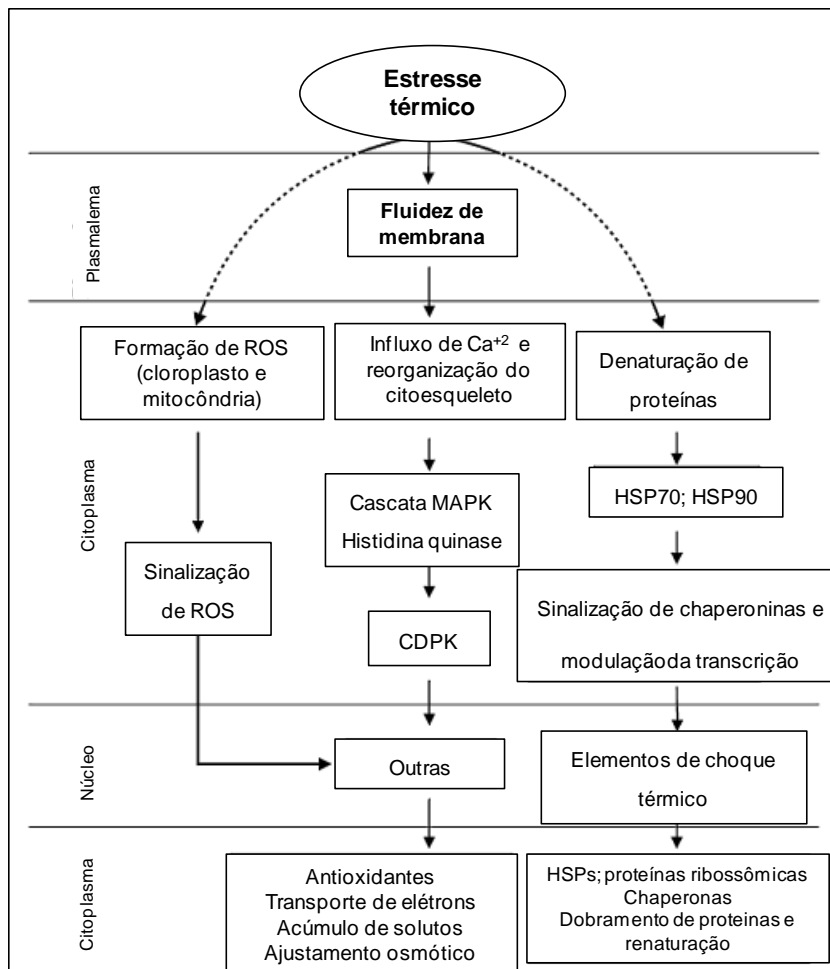 Estresse
térmico
Plasmalema
Fluidez de
membrana
Citoplasma
Formação de ROS
(cloroplasto e
mitocôndria)
Influxo de Ca+2 e
reorganização do
citoesqueleto
Denaturação de
proteínas
HSP70; HSP90
Cascata MAPK
Histidina quinase
Sinalização
de ROS
CDPK
Sinalização de chaperoninas e
modulaçãoda transcrição
Núcleo
Outras
Elementos de choque
térmico
Citoplasma
Antioxidantes
Transporte de elétrons
Acúmulo de solutos
Ajustamento osmótico
HSPs; proteínas ribossômicas
Chaperonas
Dobramento de proteinas e
renaturação